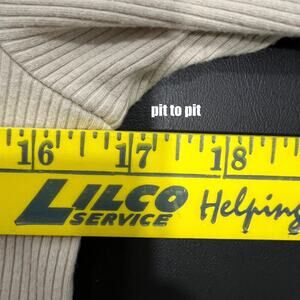 pit to pit
16 17 18
LILCO Helping
SERVICE